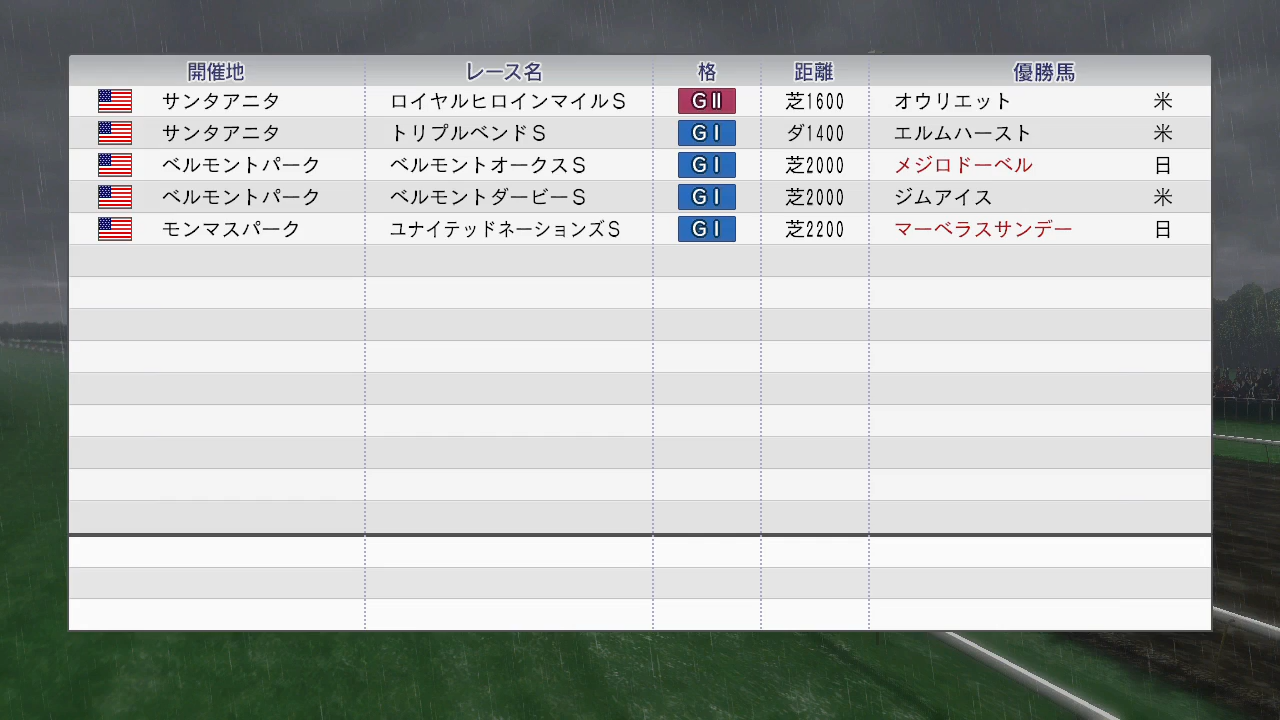 開催地 レース名 格 距離 優勝馬
サンタアニタ ロイヤルヒロインマイルS GⅡ 芝1600 オウリエット 米
サンタアニタ トリプルベンドS GⅠ ダ1400 エルムハースト 米
ベルモントパーク ベルモントオークスS GⅠ 芝2000 メジロドーベル 日
ベルモントパーク ベルモントダービーS GⅠ 芝2000 ジムアイス 米
モンマスパーク ユナイテッドネーションズS GⅠ 芝2200 マーベラスサンデー 日